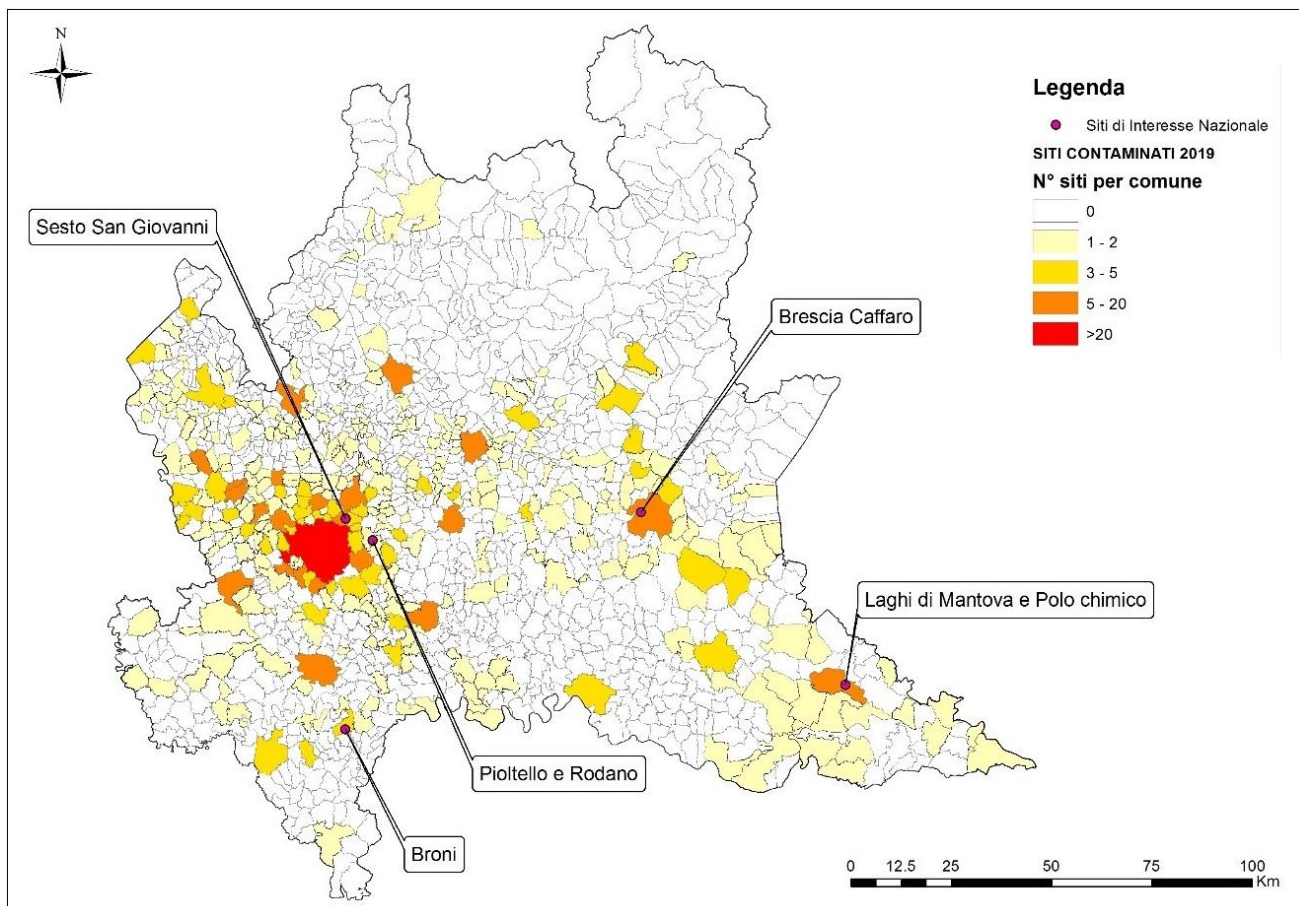 N
Legenda
Siti di Interesse Nazionale
SITI CONTAMINATI 2019
N° siti per comune
0
1 - 2
3 - 5
5 - 20
>20
Sesto San Giovanni
Brescia Caffaro
Laghi di Mantova e Polo chimico
Pioltello e Rodano
Broni
0 12.5 25 50 75 100
Km